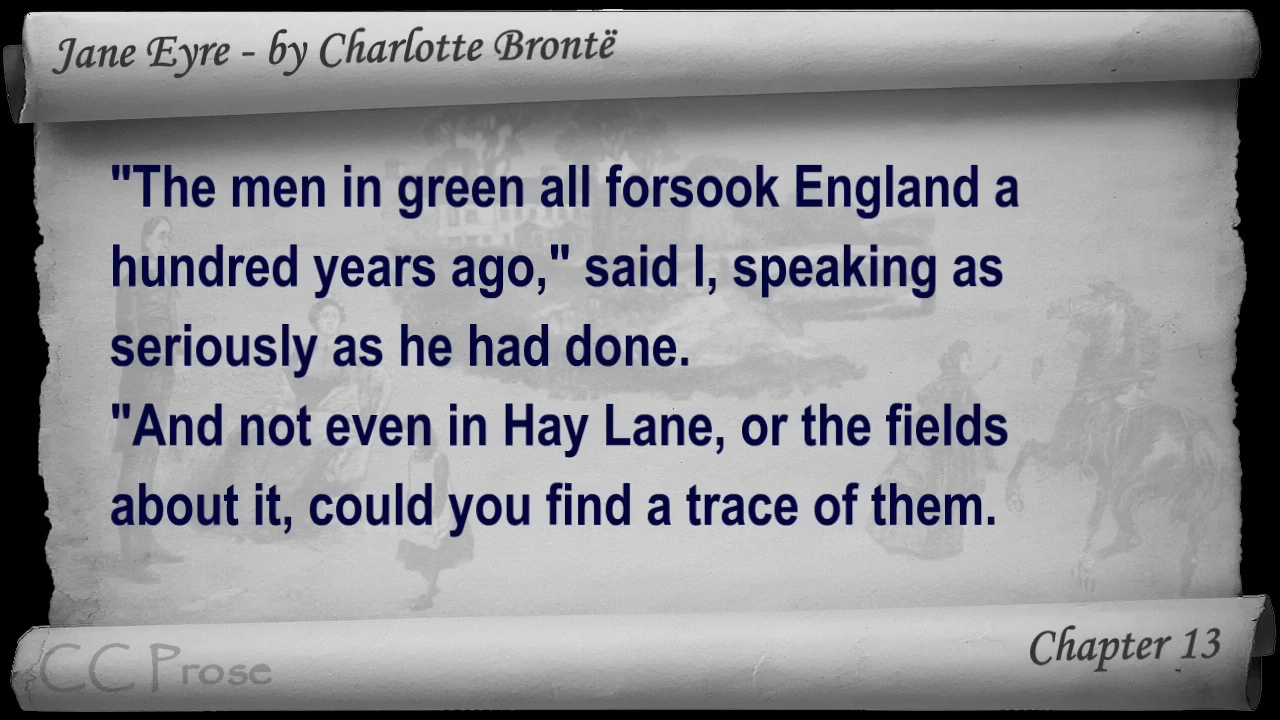 Jane Eyre - by Charlotte Brontë
"The men in green all forsook England a
hundred years ago," said I, speaking as
seriously as he had done.
"And not even in Hay Lane, or the fields
about it, could you find a trace of them.
Chapter 13
CC Prose